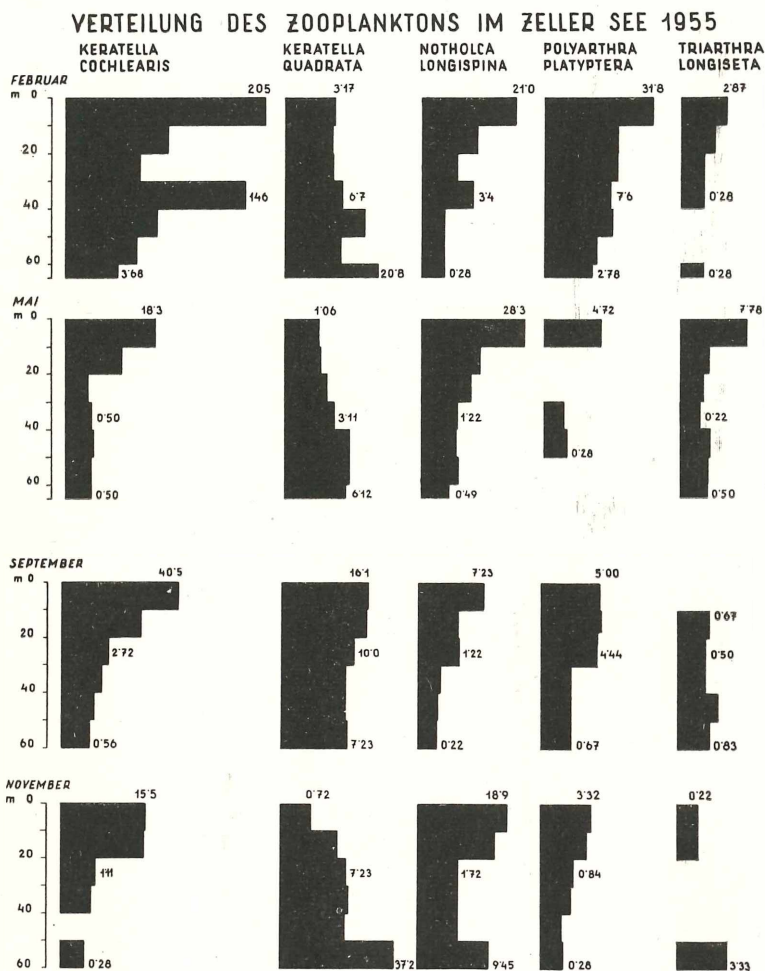 VERTEILUNG DES ZOOPLANKTONS IM ZELLER SEE 1955
KERATELLA COCHLEARIS
KERATELLA QUADRATA
NOTHOLCA LONGISPINA
POLYARTHRA PLATYPTERA
TRIARTHRA LONGISETA
FEBRUAR
m 0 205 3'17 21'0 31'8 2'87
20
146 6'7 3'4 7'6 0'28
40
60 3'68 20'8 0'28 2'78 0'28
MAI
m 0 18'3 1'06 28'3 4'72 7'78
20
0'50 3'11 1'22 0'22
40
0'28
60 0'50 6'12 0'49 0'50
SEPTEMBER
m 0 40'5 16'1 7'23 5'00
0'67
20
2'72 10'0 1'22 4'44 0'50
40
60 0'56 7'23 0'22 0'67 0'83
NOVEMBER
m 0 15'5 0'72 18'9 3'32 0'22
20
1'11 7'23 1'72 0'84
40
60 0'28 37'2 9'45 0'28 3'33